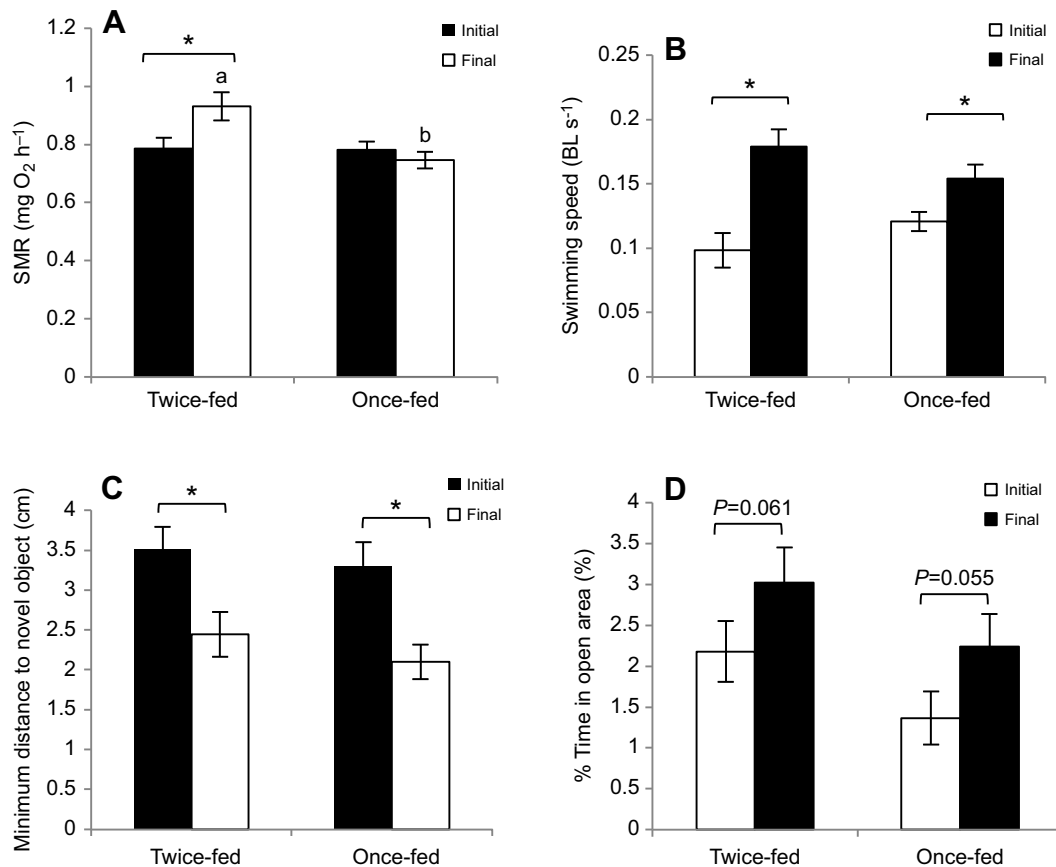 A
Initial
Final
SMR (mg O₂ h⁻¹)
1.2
1
0.8
0.6
0.4
0.2
0
*
a
b
Twice-fed
Once-fed
B
Initial
Final
Swimming speed (BL s⁻¹)
0.25
0.2
0.15
0.1
0.05
0
*
*
Twice-fed
Once-fed
C
Initial
Final
Minimum distance to novel object (cm)
4
3.5
3
2.5
2
1.5
1
0.5
0
*
*
Twice-fed
Once-fed
D
Initial
Final
% Time in open area (%)
4
3.5
3
2.5
2
1.5
1
0.5
0
P=0.061
P=0.055
Twice-fed
Once-fed